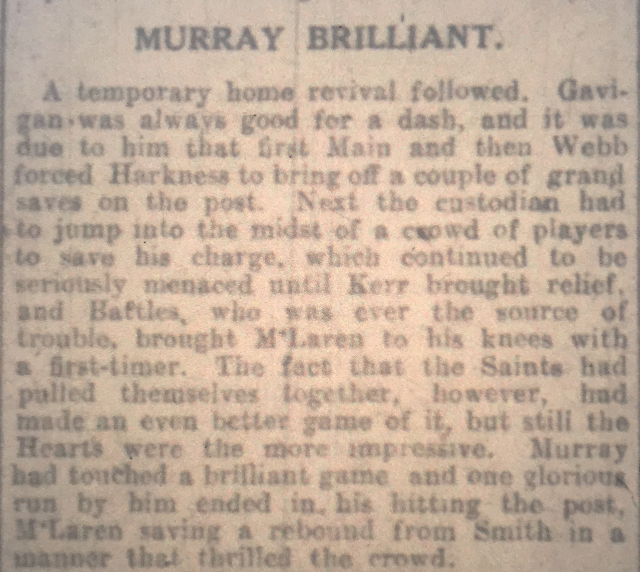 MURRAY BRILLIANT.
A temporary home revival followed. Gavi-
gan was always good for a dash, and it was
due to him that first Main and then Webb
forced Harkness to bring off a couple of grand
saves on the post. Next the custodian had
to jump into the midst of a crowd of players
to save his charge, which continued to be
seriously menaced until Kerr brought relief,
and Battles, who was ever the source of
trouble, brought M'Laren to his knees with
a first-timer. The fact that the Saints had
pulled themselves together, however, had
made an even better game of it, but still the
Hearts were the more impressive. Murray
had touched a brilliant game and one glorious
run by him ended in his hitting the post,
M'Laren saving a rebound from Smith in a
manner that thrilled the crowd.